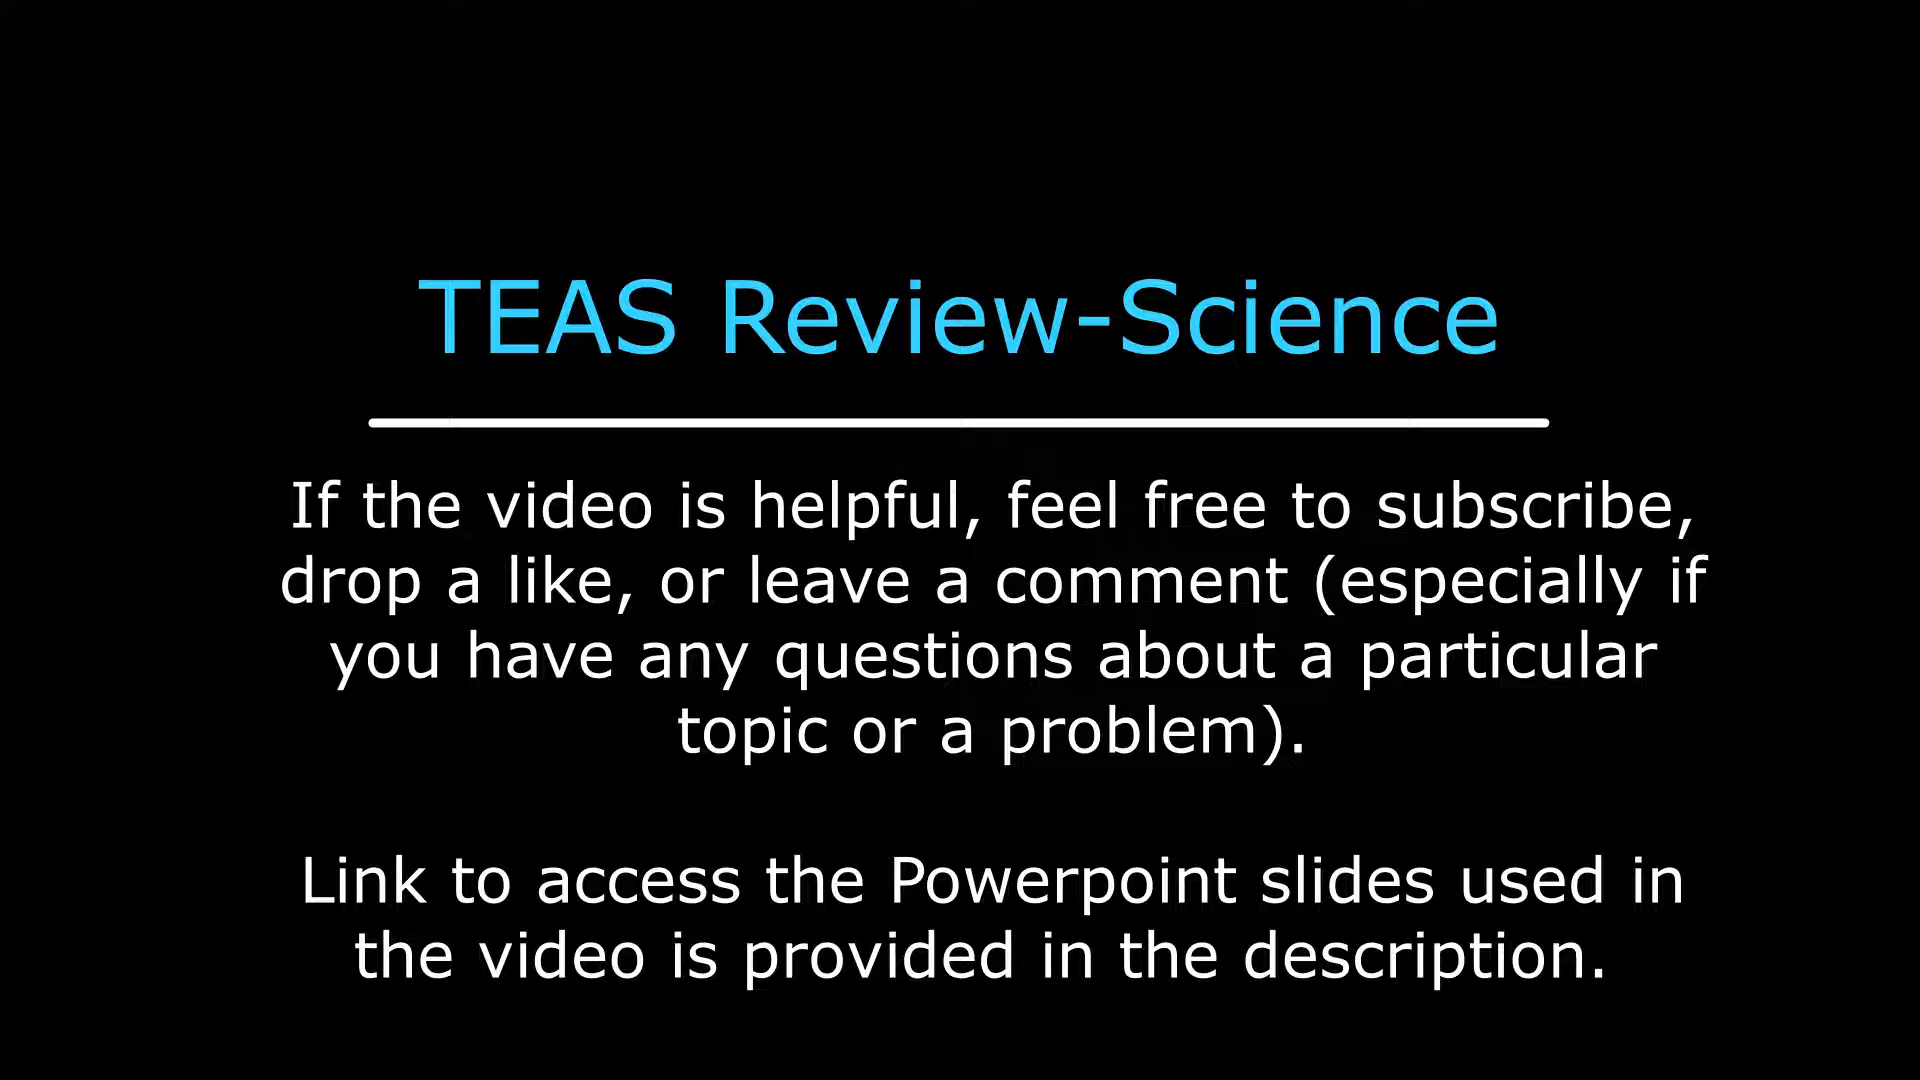 TEAS Review-Science
If the video is helpful, feel free to subscribe,
drop a like, or leave a comment (especially if
you have any questions about a particular
topic or a problem).
Link to access the Powerpoint slides used in
the video is provided in the description.